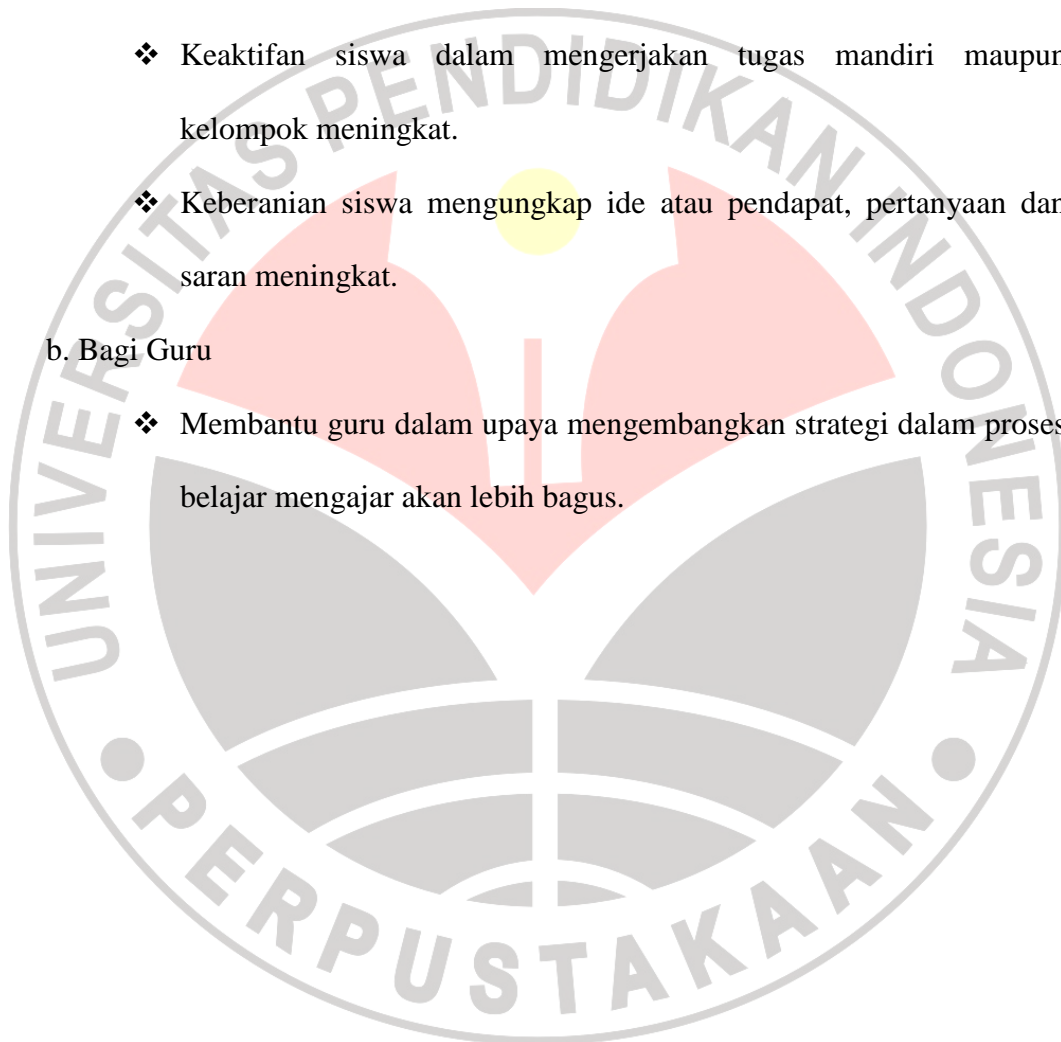 ❖ Keaktifan siswa dalam mengerjakan tugas mandiri maupun
kelompok meningkat.
❖ Keberanian siswa mengungkap ide atau pendapat, pertanyaan dan
saran meningkat.
b. Bagi Guru
❖ Membantu guru dalam upaya mengembangkan strategi dalam proses
belajar mengajar akan lebih bagus.
UNIVERSITAS PENDIDIKAN INDONESIA
PERPUSTAKAAN